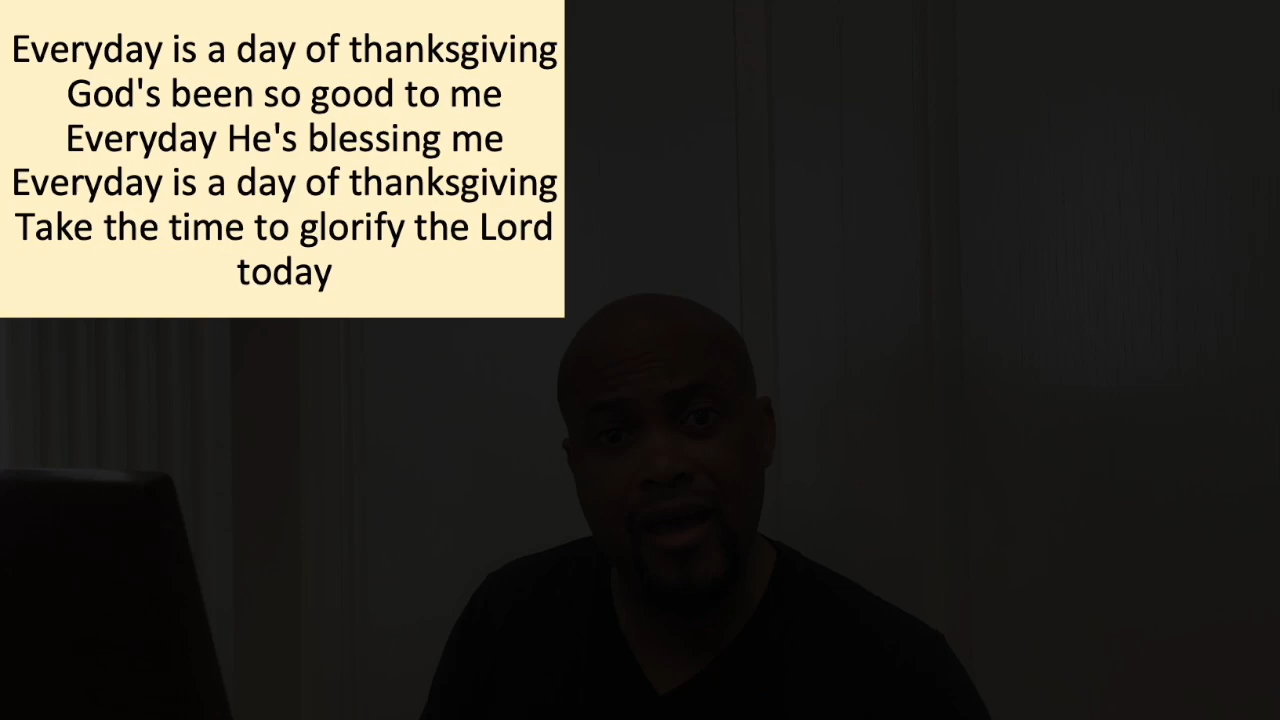 Everyday is a day of thanksgiving
God's been so good to me
Everyday He's blessing me
Everyday is a day of thanksgiving
Take the time to glorify the Lord
today